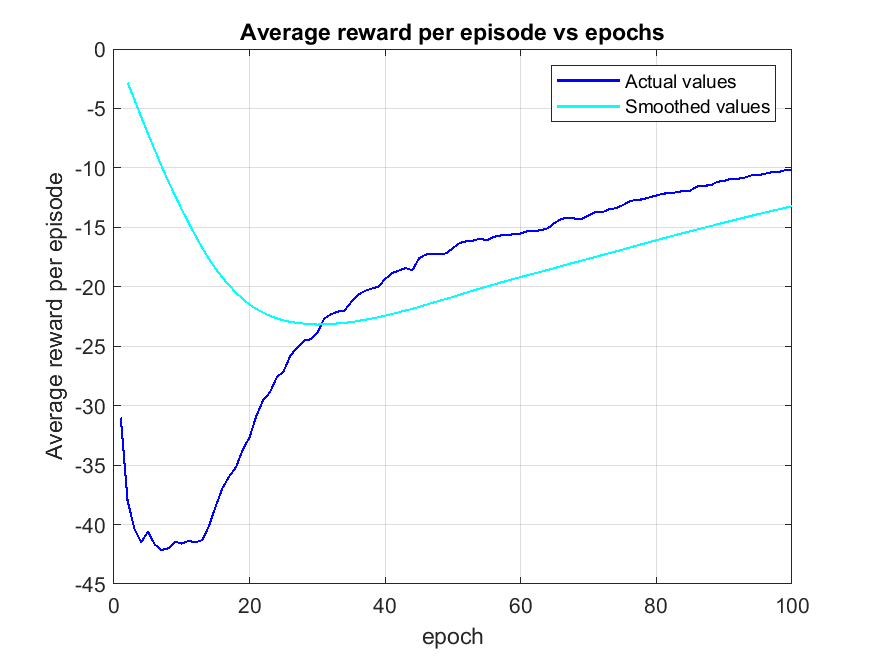 Average reward per episode vs epochs
Actual values
Smoothed values
Average reward per episode
0
-5
-10
-15
-20
-25
-30
-35
-40
-45
0 20 40 60 80 100
epoch